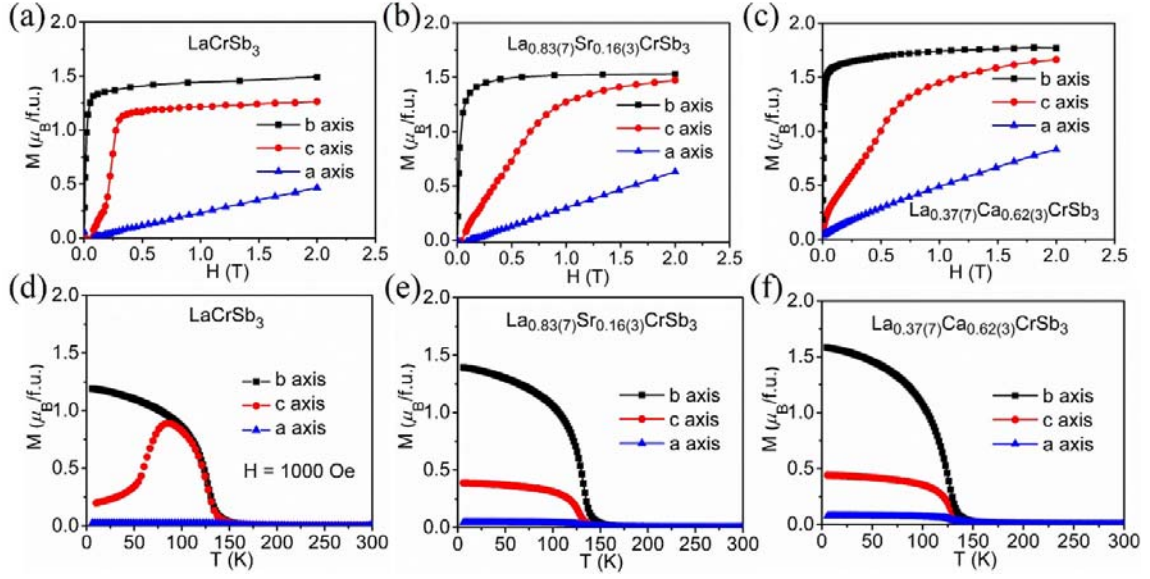 (a)
LaCrSb3
M (μB/f.u.)
2.0
1.5
1.0
0.5
0.0
b axis
c axis
a axis
0.0 0.5 1.0 1.5 2.0 2.5
H (T)
(b)
La0.83(7)Sr0.16(3)CrSb3
M (μB/f.u.)
2.0
1.5
1.0
0.5
0.0
b axis
c axis
a axis
0.0 0.5 1.0 1.5 2.0 2.5
H (T)
(c)
M (μB/f.u.)
2.0
1.5
1.0
0.5
0.0
b axis
c axis
a axis
La0.37(7)Ca0.62(3)CrSb3
0.0 0.5 1.0 1.5 2.0 2.5
H (T)
(d)
LaCrSb3
M (μB/f.u.)
2.0
1.5
1.0
0.5
0.0
b axis
c axis
a axis
H = 1000 Oe
0 50 100 150 200 250 300
T (K)
(e)
La0.83(7)Sr0.16(3)CrSb3
M (μB/f.u.)
2.0
1.5
1.0
0.5
0.0
b axis
c axis
a axis
0 50 100 150 200 250 300
T (K)
(f)
La0.37(7)Ca0.62(3)CrSb3
M (μB/f.u.)
2.0
1.5
1.0
0.5
0.0
b axis
c axis
a axis
0 50 100 150 200 250 300
T (K)